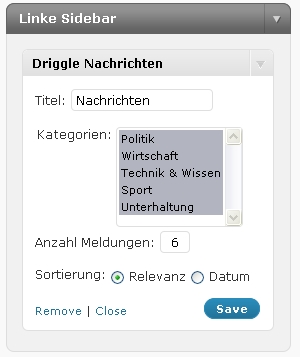 Linke Sidebar
Driggle Nachrichten
Titel: Nachrichten
Kategorien:
Politik
Wirtschaft
Technik & Wissen
Sport
Unterhaltung
Anzahl Meldungen: 6
Sortierung: Relevanz Datum
Remove | Close Save